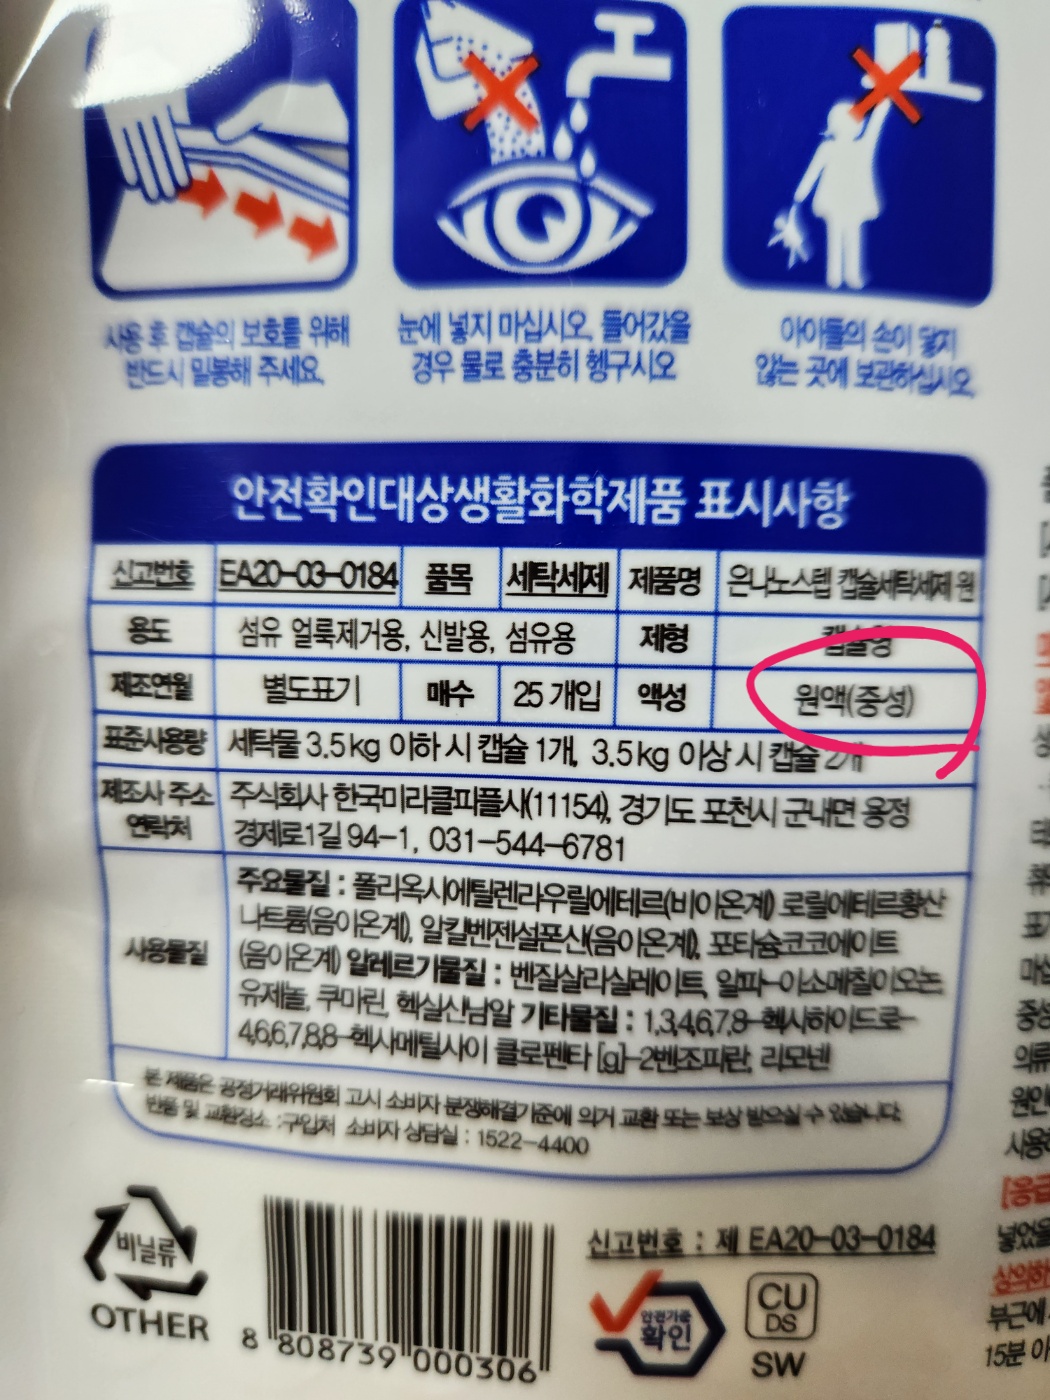 사용 후 캡슐의 보호를 위해
반드시 밀봉해 주세요.
눈에 넣지 마십시오, 들어갔을
경우 물로 충분히 헹구시오
아이들의 손이 닿지
않는 곳에 보관하십시오
안전확인대상생활화학제품 표시사항
신고번호 EA20-03-0184 품목 세탁세제 제품명 은나노스텝 캡슐세탁세제 원
용도 섬유 얼룩제거용, 신발용, 섬유용 제형 캡슐형
제조연월 별도표기 매수 25 개입 액성 원액(중성)
표준사용량 세탁물 3.5kg 이하 시 캡슐 1개, 3.5kg 이상 시 캡슐 2개
제조사 주소 주식회사 한국미라클피플사(11154), 경기도 포천시 군내면 용정
연락처 경제로1길 94-1, 031-544-6781
사용물질
주요물질 : 폴리옥시에틸렌라우릴에테르(비이온계) 로릴에테르황산
나트륨(음이온계), 알킬벤젠설폰산(음이온계), 포타슘코코에이트
(음이온계) 알레르기물질 : 벤질살라실레이트, 알파-이소메칠이오논,
유제놀, 쿠마린, 헥실신남알 기타물질 : 1,3,4,6,7,8-헥사하이드로-
4,6,6,7,8,8-헥사메틸사이 클로펜타 [g]-2벤조피란, 리모넨
본 제품은 공정거래위원회 고시 소비자 분쟁해결기준에 의거 교환 또는 보상 받으실 수 있습니다.
반품 및 교환장소 :구입처 소비자 상담실 : 1522-4400
비닐류
OTHER
8 808739 000306
신고번호 : 제 EA20-03-0184
안전기준
확인
CU
DS
SW
15분